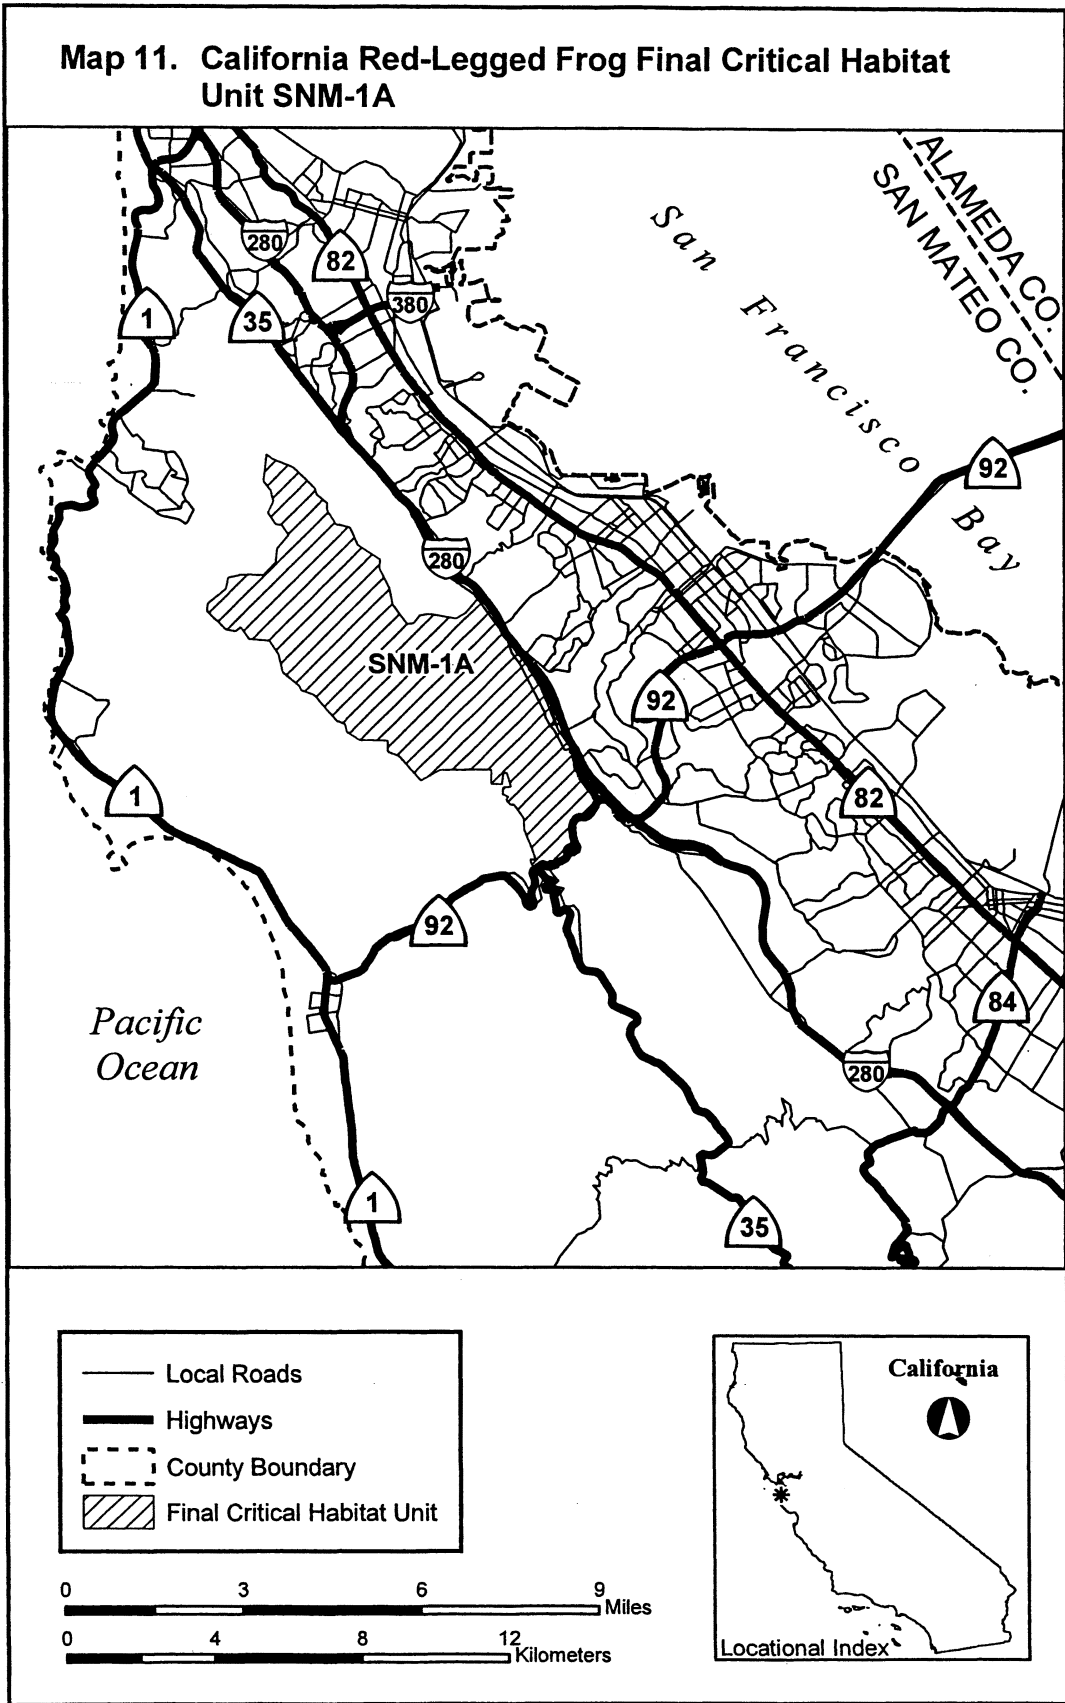 Map 11. California Red-Legged Frog Final Critical Habitat
Unit SNM-1A
ALAMEDA CO.
SAN MATEO CO.
San Francisco Bay
280
82
380
1
35
92
280
SNM-1A
92
1
82
92
84
Pacific
Ocean
280
1
35
Local Roads
Highways
County Boundary
Final Critical Habitat Unit
California
Locational Index
0 3 6 9
Miles
0 4 8 12
Kilometers